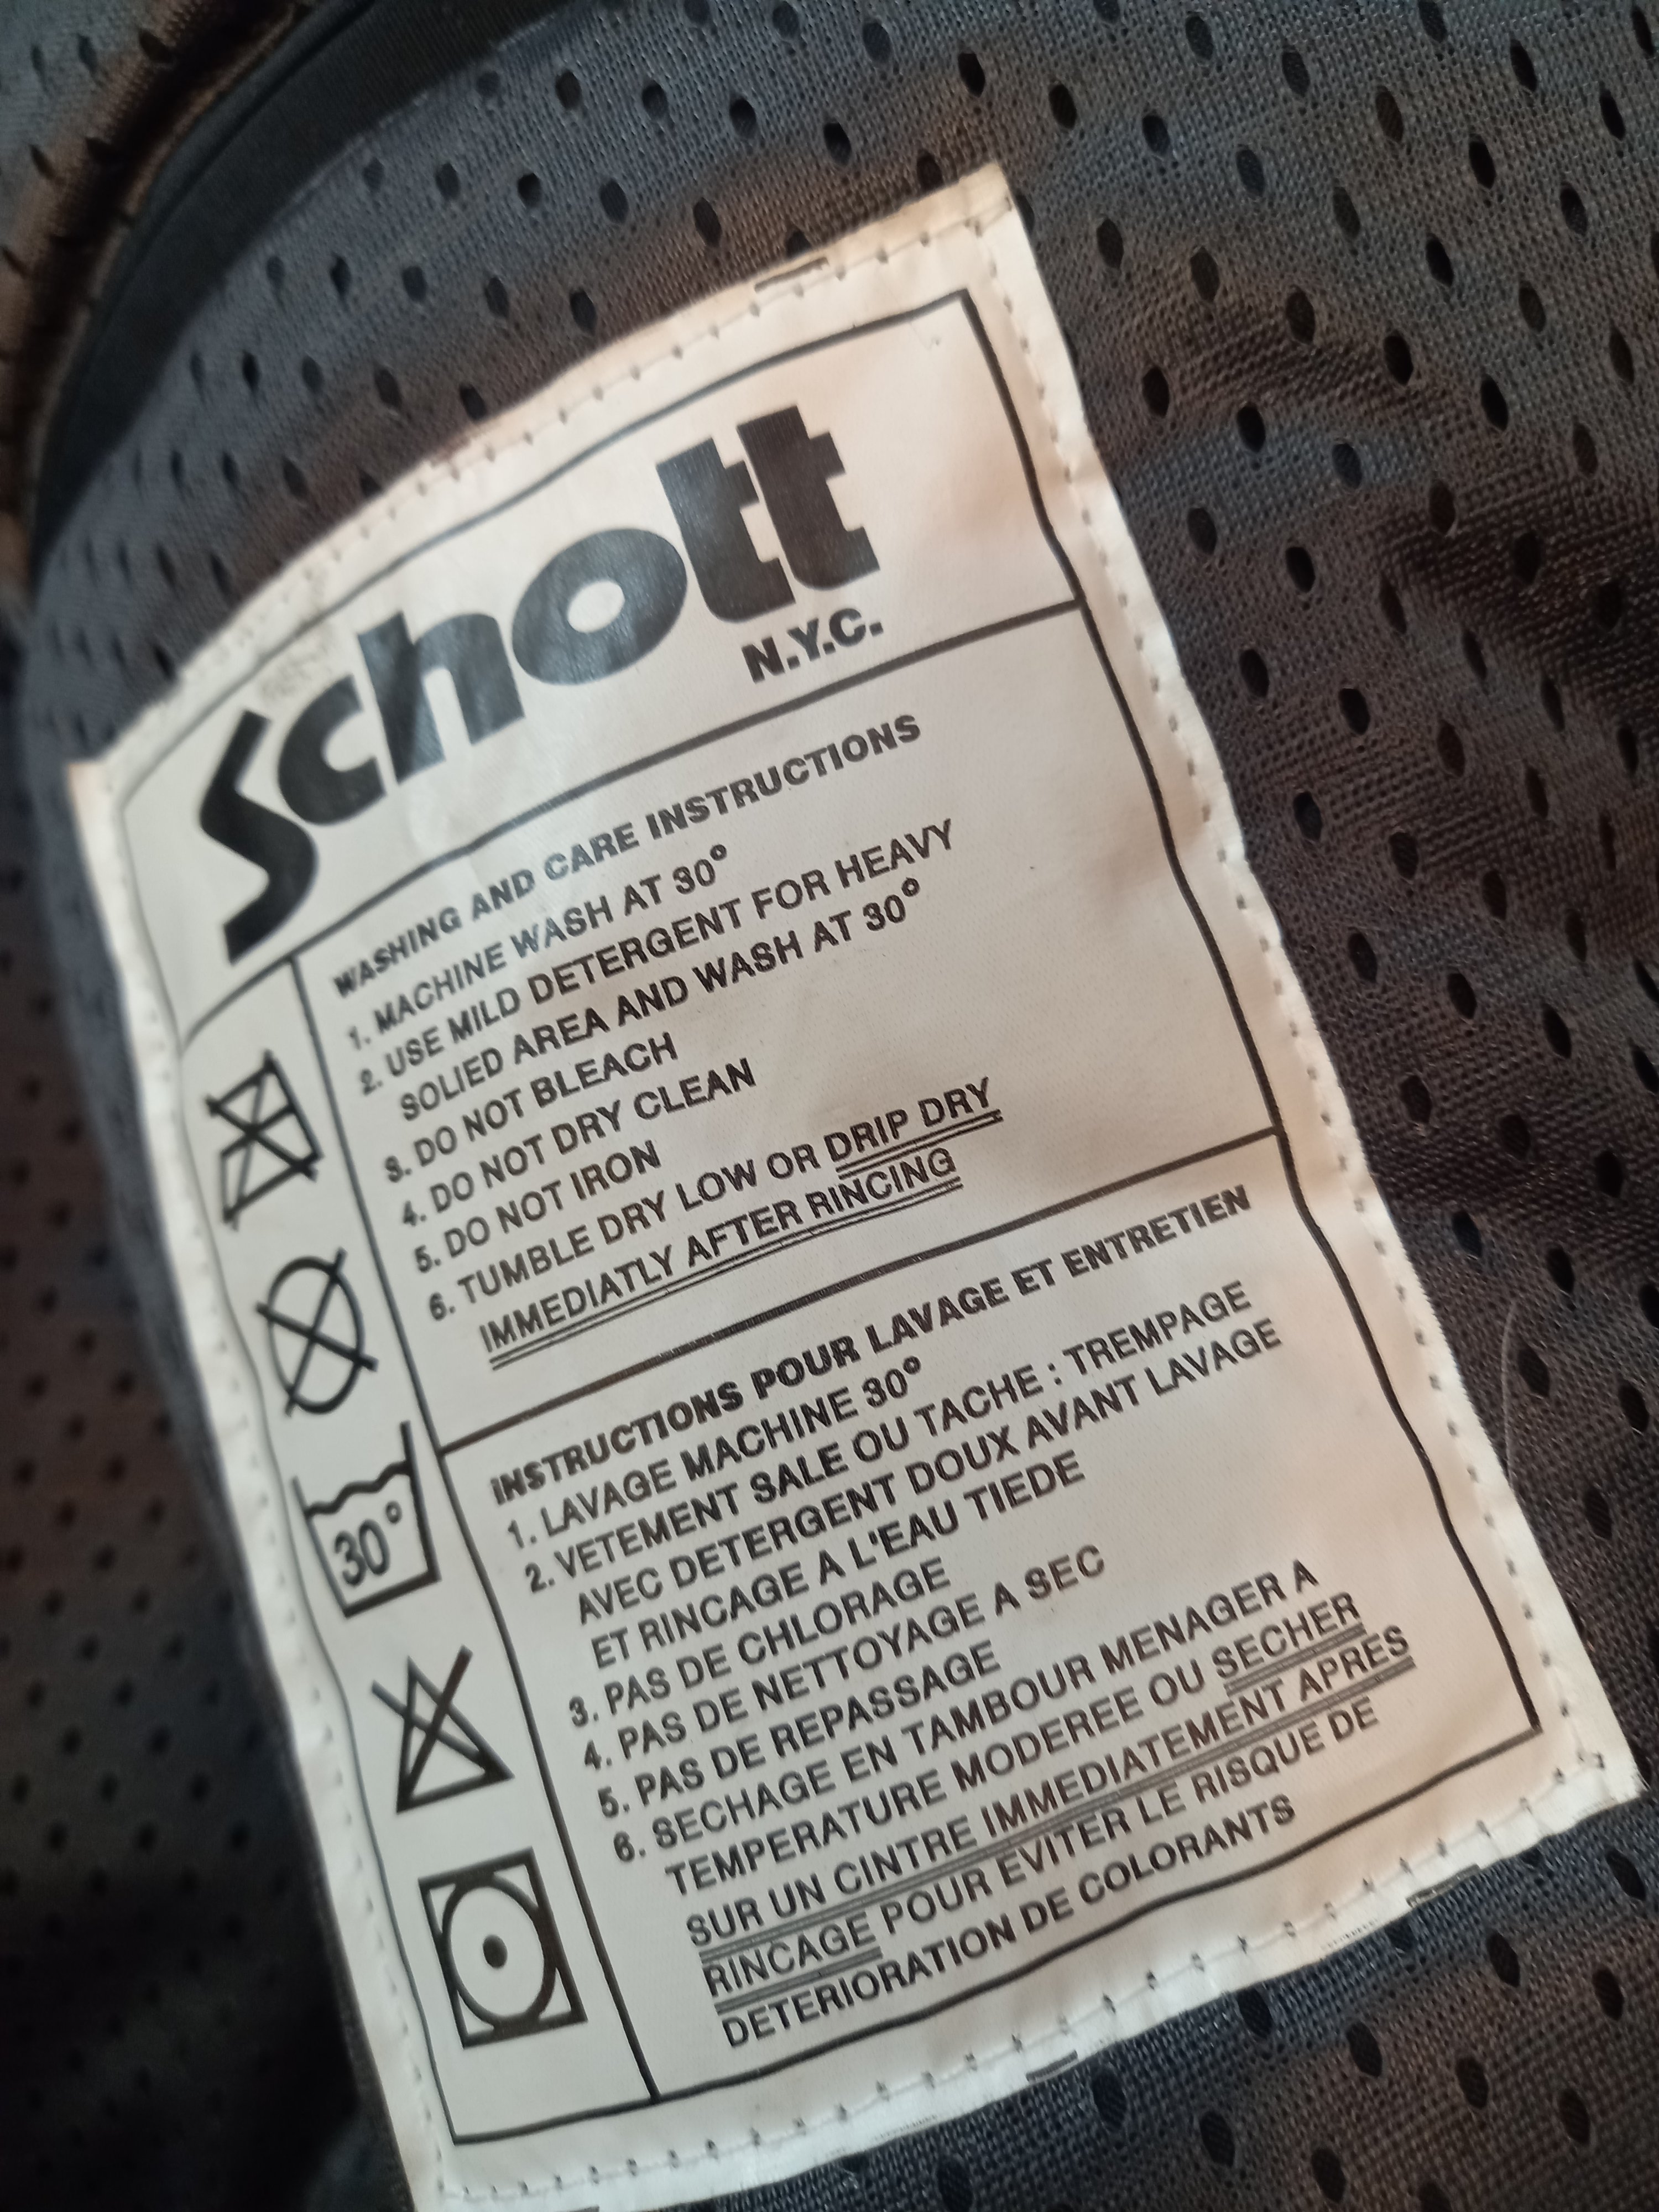 Schott
N.Y.C.
WASHING AND CARE INSTRUCTIONS
1. MACHINE WASH AT 30°
2. USE MILD DETERGENT FOR HEAVY
SOLIED AREA AND WASH AT 30°
3. DO NOT BLEACH
4. DO NOT DRY CLEAN
5. DO NOT IRON
6. TUMBLE DRY LOW OR DRIP DRY
IMMEDIATLY AFTER RINCING
30°
INSTRUCTIONS POUR LAVAGE ET ENTRETIEN
1. LAVAGE MACHINE 30°
2. VETEMENT SALE OU TACHE : TREMPAGE
AVEC DETERGENT DOUX AVANT LAVAGE
ET RINCAGE A L'EAU TIEDE
3. PAS DE CHLORAGE
4. PAS DE NETTOYAGE A SEC
5. PAS DE REPASSAGE
6. SECHAGE EN TAMBOUR MENAGER A
TEMPERATURE MODEREE OU SECHER
SUR UN CINTRE IMMEDIATEMENT APRES
RINCAGE POUR EVITER LE RISQUE DE
DETERIORATION DE COLORANTS